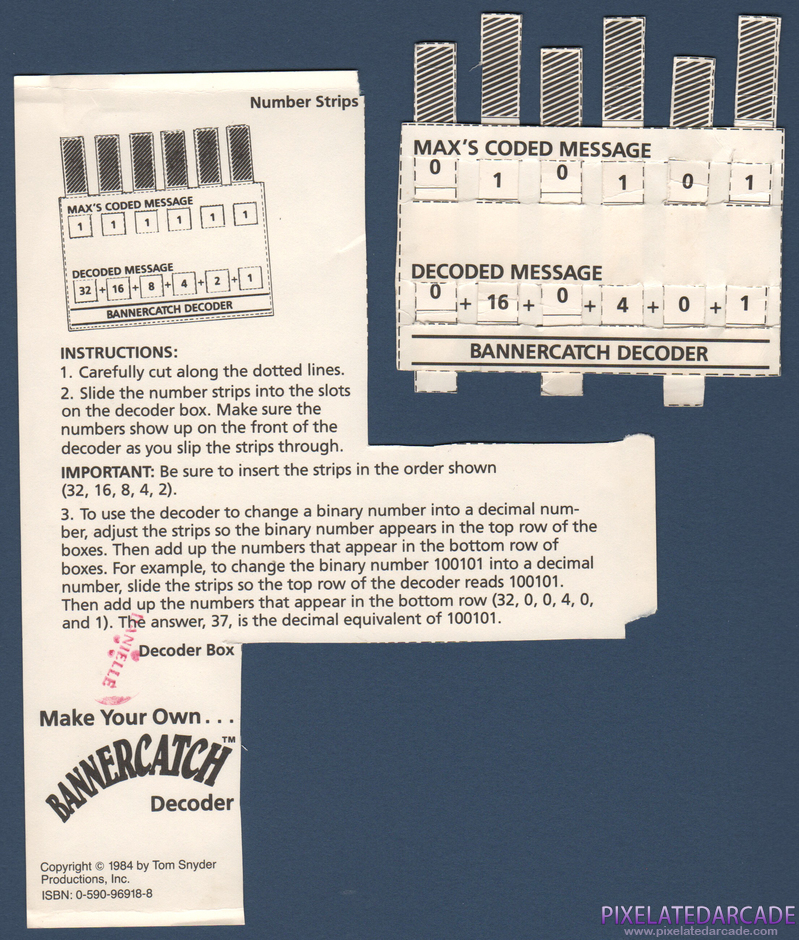 Number Strips
MAX'S CODED MESSAGE
1 1 1 1 1 1
DECODED MESSAGE
32 + 16 + 8 + 4 + 2 + 1
BANNERCATCH DECODER
INSTRUCTIONS:
1. Carefully cut along the dotted lines.
2. Slide the number strips into the slots
on the decoder box. Make sure the
numbers show up on the front of the
decoder as you slip the strips through.
IMPORTANT: Be sure to insert the strips in the order shown
(32, 16, 8, 4, 2).
3. To use the decoder to change a binary number into a decimal num-
ber, adjust the strips so the binary number appears in the top row of the
boxes. Then add up the numbers that appear in the bottom row of
boxes. For example, to change the binary number 100101 into a decimal
number, slide the strips so the top row of the decoder reads 100101.
Then add up the numbers that appear in the bottom row (32, 0, 0, 4, 0,
and 1). The answer, 37, is the decimal equivalent of 100101.
DANIELLE
Decoder Box
Make Your Own...
BANNERCATCH™
Decoder
Copyright © 1984 by Tom Snyder
Productions, Inc.
ISBN: 0-590-96918-8
MAX'S CODED MESSAGE
0 1 0 1 0 1
DECODED MESSAGE
0 + 16 + 0 + 4 + 0 + 1
BANNERCATCH DECODER
PIXELATEDARCADE
www.pixelatedarcade.com